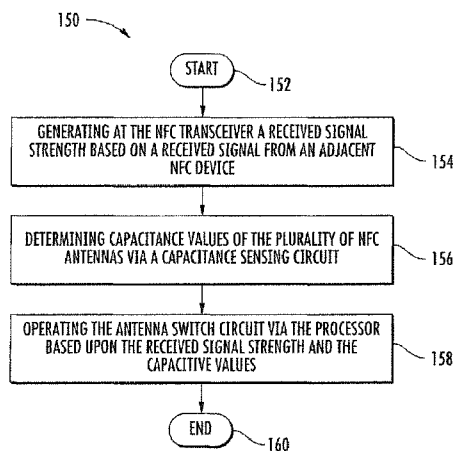 150
START
152
GENERATING AT THE NFC TRANSCEIVER A RECEIVED SIGNAL
STRENGTH BASED ON A RECEIVED SIGNAL FROM AN ADJACENT
NFC DEVICE
154
DETERMINING CAPACITANCE VALUES OF THE PLURALITY OF NFC
ANTENNAS VIA A CAPACITANCE SENSING CIRCUIT
156
OPERATING THE ANTENNA SWITCH CIRCUIT VIA THE PROCESSOR
BASED UPON THE RECEIVED SIGNAL STRENGTH AND THE
CAPACITIVE VALUES
158
END
160